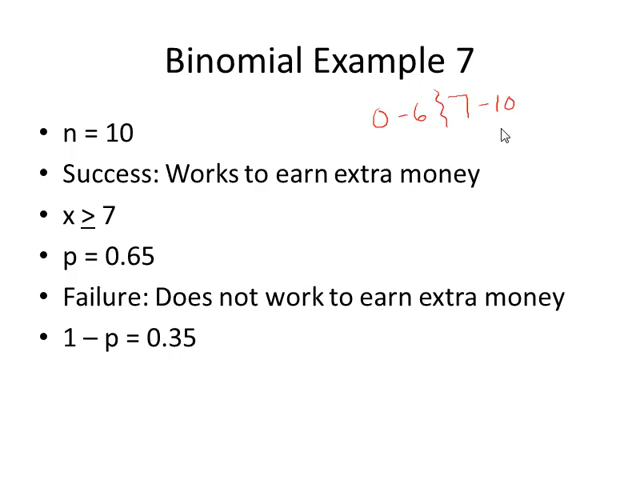 Binomial Example 7
0 – 6 } 7 – 10
• n = 10
• Success: Works to earn extra money
• x ≥ 7
• p = 0.65
• Failure: Does not work to earn extra money
• 1 – p = 0.35